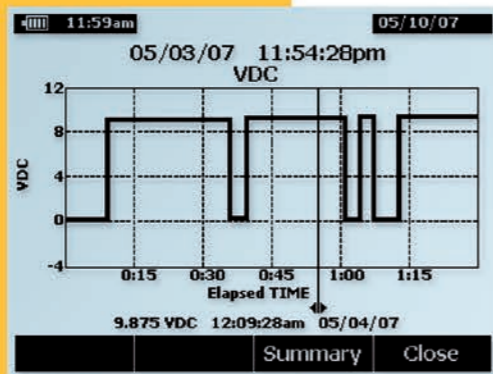 11:59am 05/10/07
05/03/07 11:54:28pm
VDC
12
8
4
0
-4
VDC
0:15 0:30 0:45 1:00 1:15
Elapsed TIME
9.875 VDC 12:09:28am 05/04/07
Summary Close